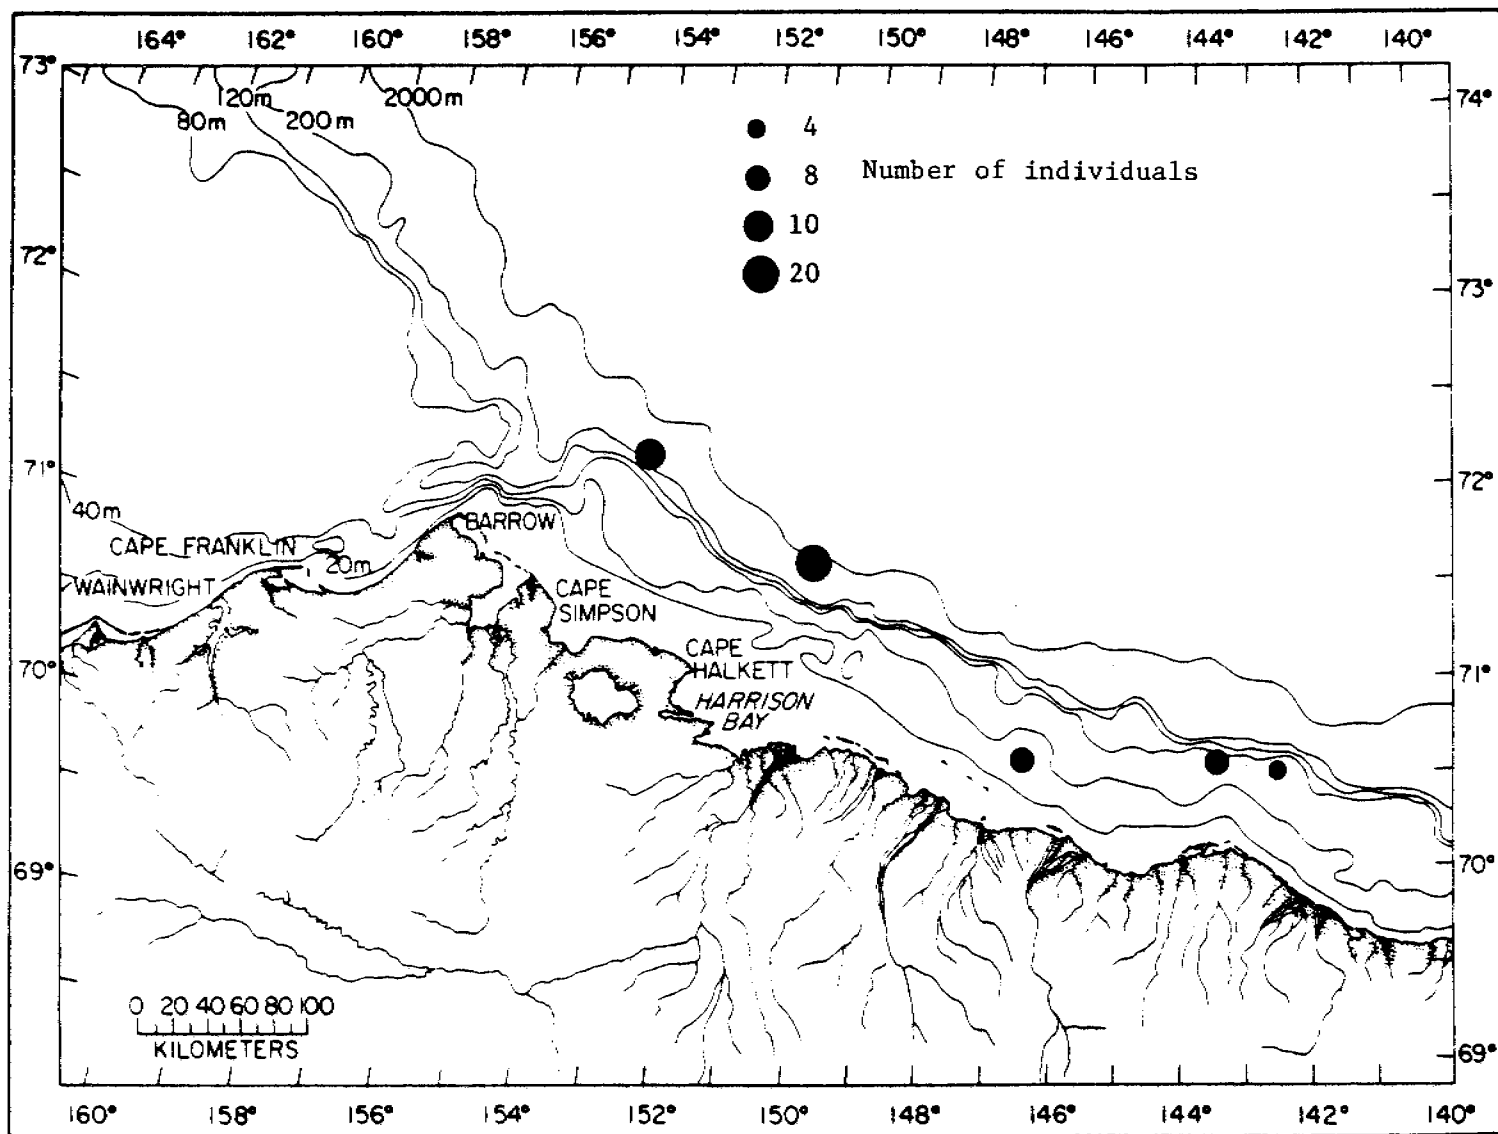 164° 162° 160° 158° 156° 154° 152° 150° 148° 146° 144° 142° 140°
73° 74°
120m 2000m
80m 200m
4
8 Number of individuals
10
20
72° 73°
71° 72°
40m
BARROW
CAPE FRANKLIN
20m
WAINWRIGHT
CAPE
SIMPSON
CAPE
HALKETT
70° 71°
HARRISON
BAY
69° 70°
0 20 40 60 80 100
KILOMETERS
69°
160° 158° 156° 154° 152° 150° 148° 146° 144° 142° 140°